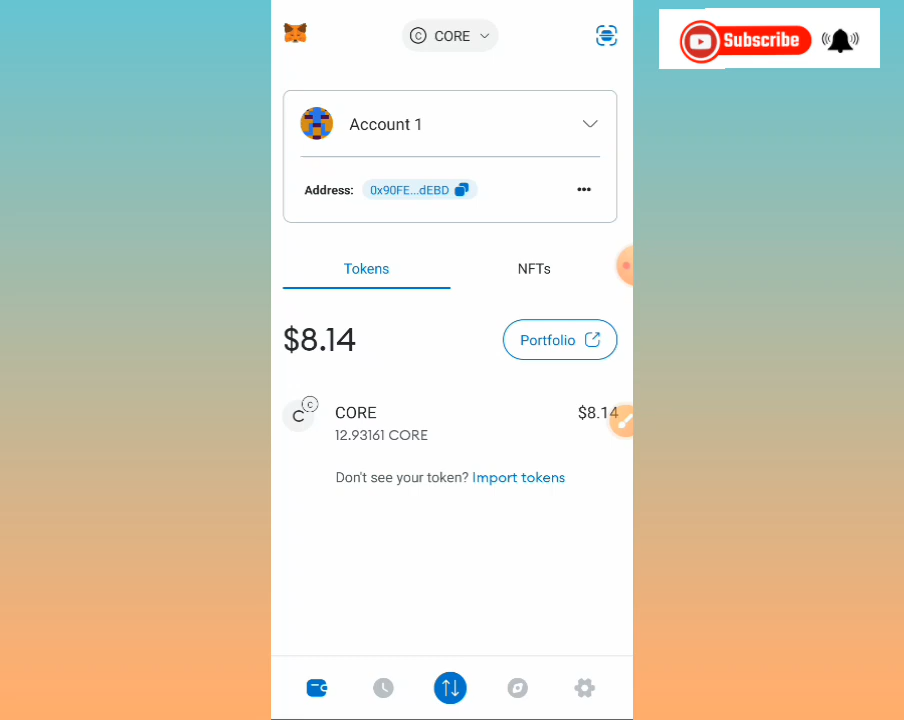 CORE
Subscribe
Account 1
Address: 0x90FE...dEBD
Tokens NFTs
$8.14 Portfolio
C C
CORE $8.14
12.93161 CORE
Don't see your token? Import tokens